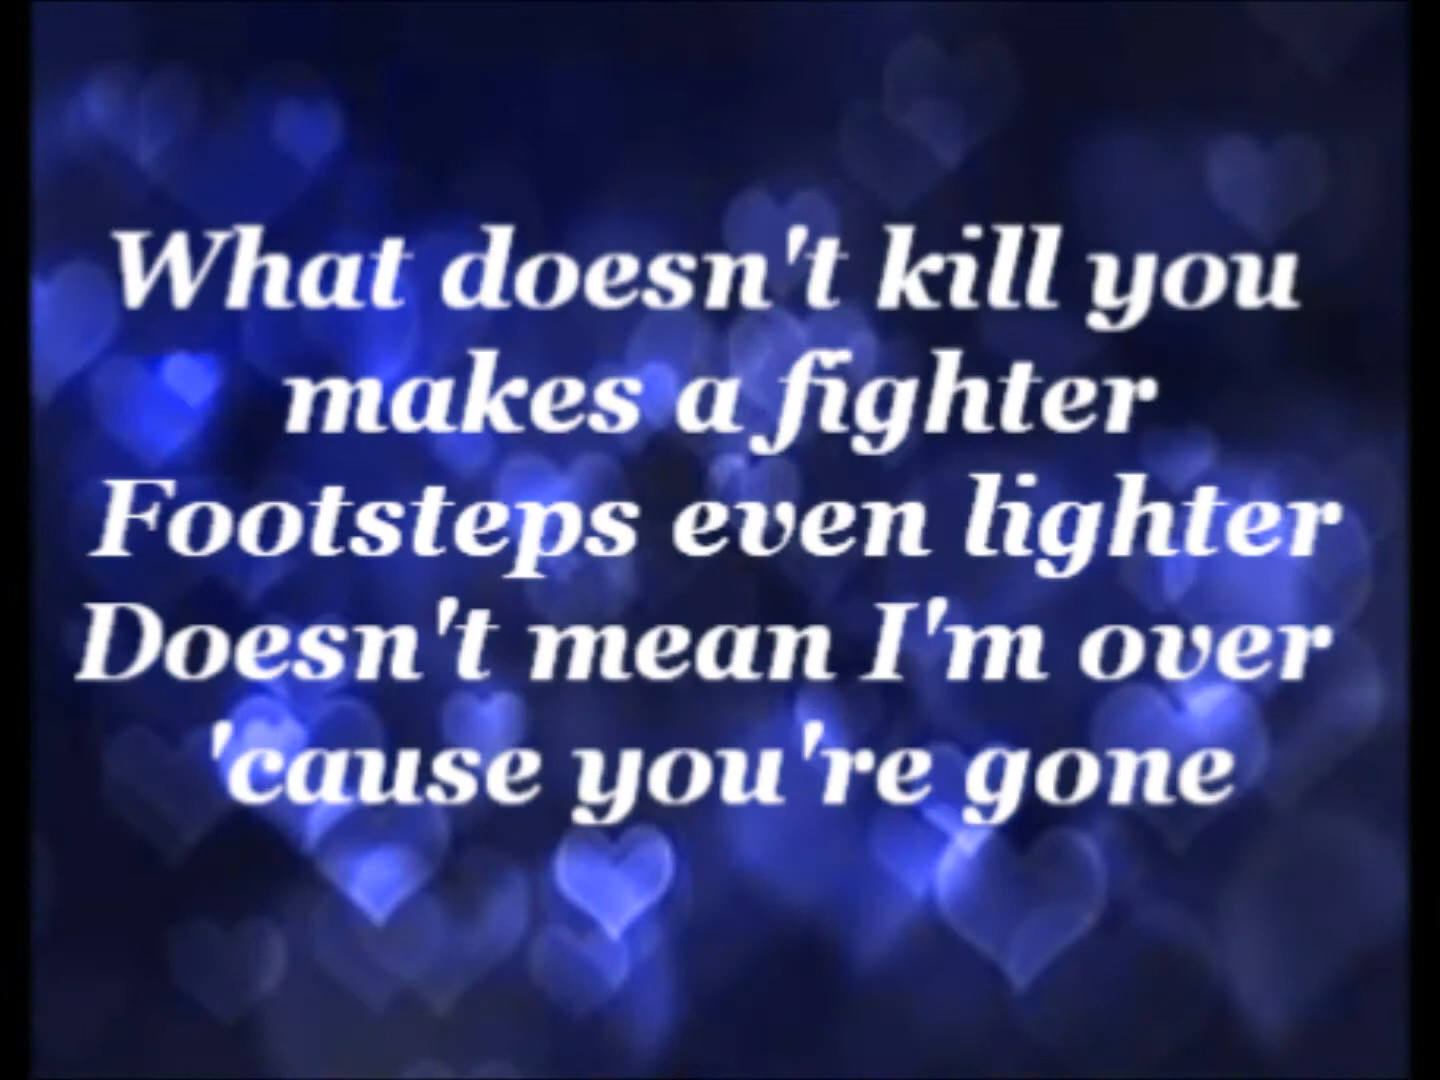 What doesn't kill you
makes a fighter
Footsteps even lighter
Doesn't mean I'm over
'cause you're gone